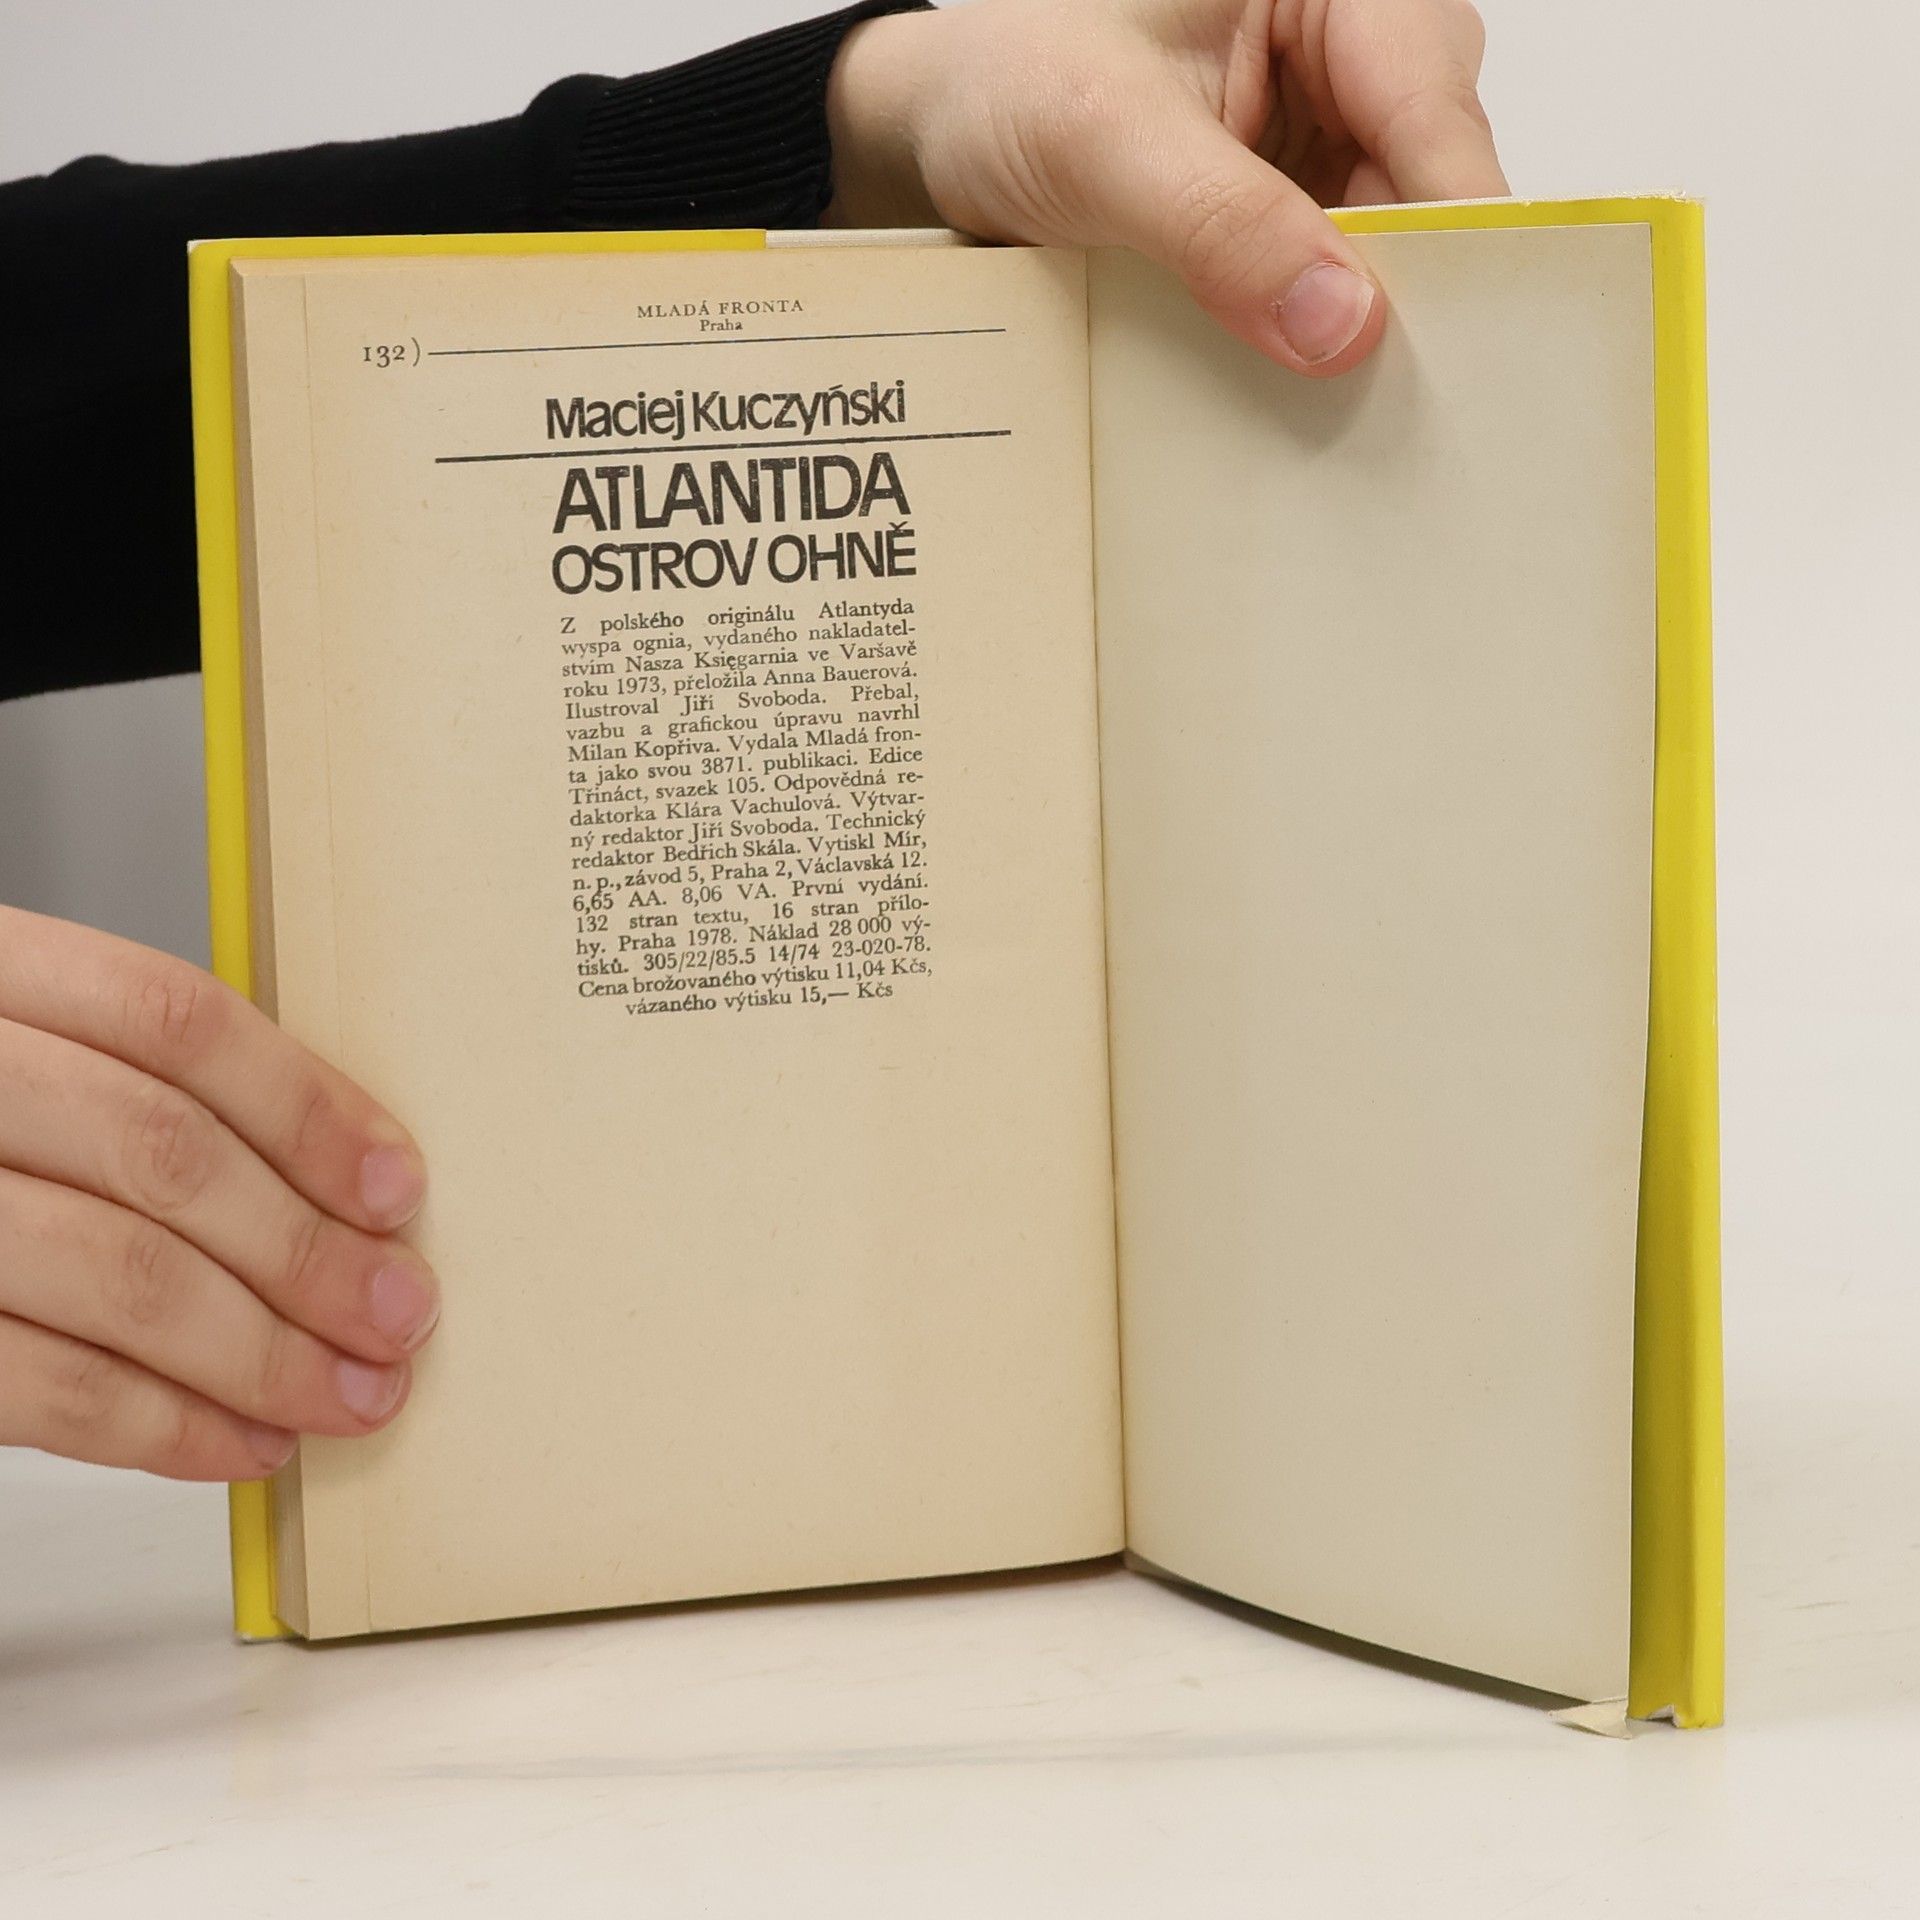 MLADÁ FRONTA
Praha
132)
Maciej Kuczyński
ATLANTIDA
OSTROV OHNĚ
Z polského originálu Atlantyda
wyspa ognia, vydaného nakladatel-
stvím Nasza Księgarnia ve Varšavě
roku 1973, přeložila Anna Bauerová.
Ilustroval Jiří Svoboda. Přebal,
vazbu a grafickou úpravu navrhl
Milan Kopřiva. Vydala Mladá fron-
ta jako svou 3871. publikaci. Edice
Třináct, svazek 105. Odpovědná re-
daktorka Klára Vachulová. Výtvar-
ný redaktor Jiří Svoboda. Technický
redaktor Bedřich Skála. Vytiskl Mír,
n. p., závod 5, Praha 2, Václavská 12.
6,65 AA. 8,06 VA. První vydání.
132 stran textu, 16 stran přílo-
hy. Praha 1978. Náklad 28 000 vý-
tisků. 305/22/85.5 14/74 23-020-78.
Cena brožovaného výtisku 11,04 Kčs,
vázaného výtisku 15,— Kčs